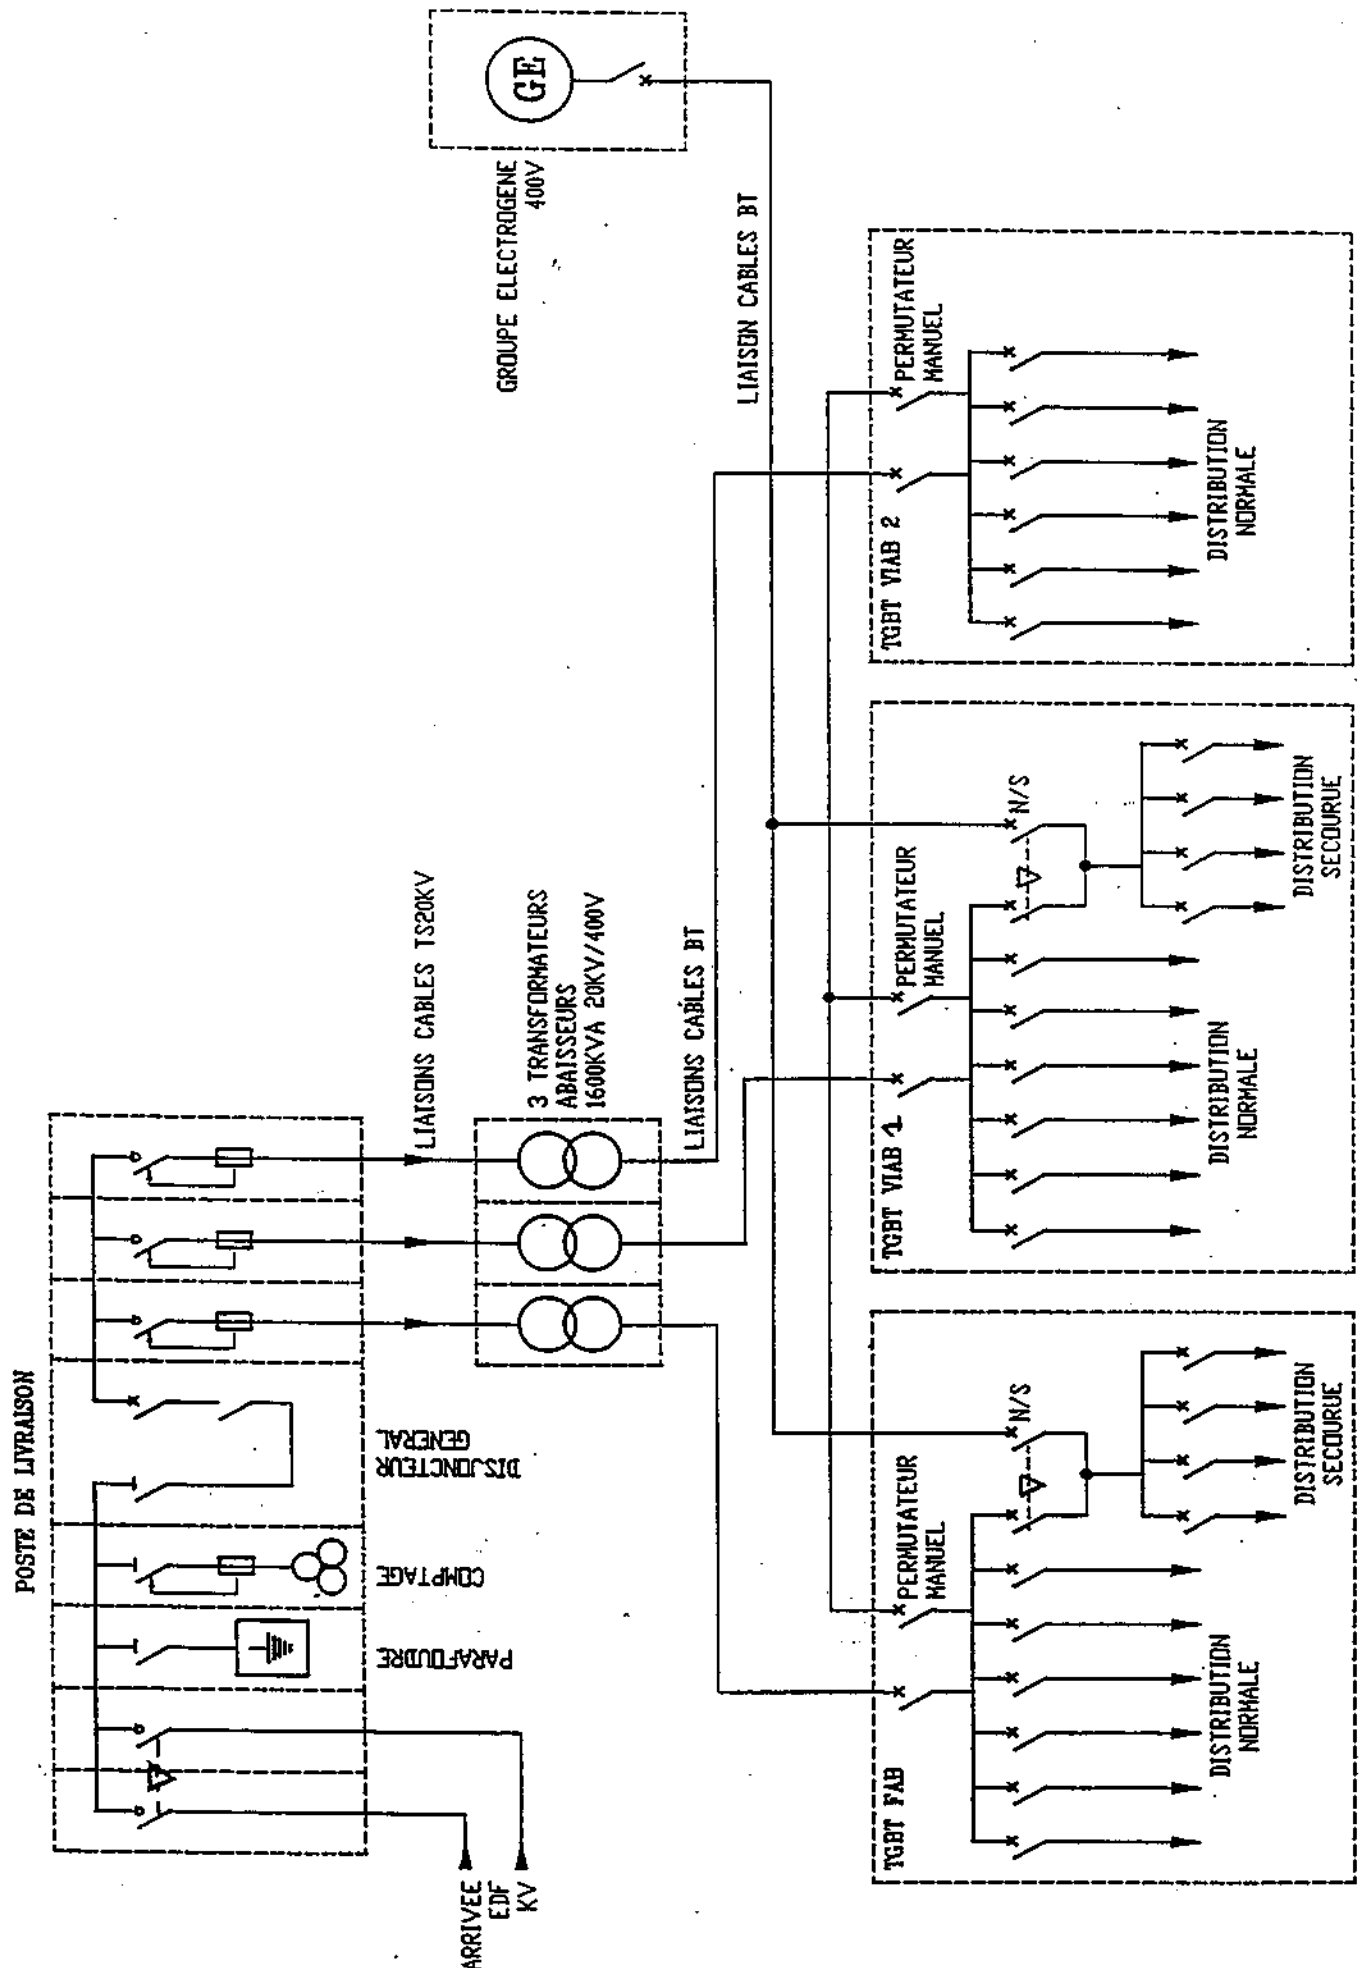 POSTE DE LIVRAISON
ARRIVEE
EDF
KV
PARAFOUDRE
COMPTAGE
DISJONCTEUR
GENERAL
LIAISONS CABLES TS20KV
3 TRANSFORMATEURS
ABAISSEURS
1600KVA 20KV/400V
LIAISONS CABLES BT
GE
GROUPE ELECTROGENE
400V
LIAISON CABLES BT
TGBT FAB
PERMUTATEUR
MANUEL
N/S
DISTRIBUTION
NORMALE
DISTRIBUTION
SECOURUE
TGBT VIAB 1
PERMUTATEUR
MANUEL
N/S
DISTRIBUTION
NORMALE
DISTRIBUTION
SECOURUE
TGBT VIAB 2
PERMUTATEUR
MANUEL
DISTRIBUTION
NORMALE